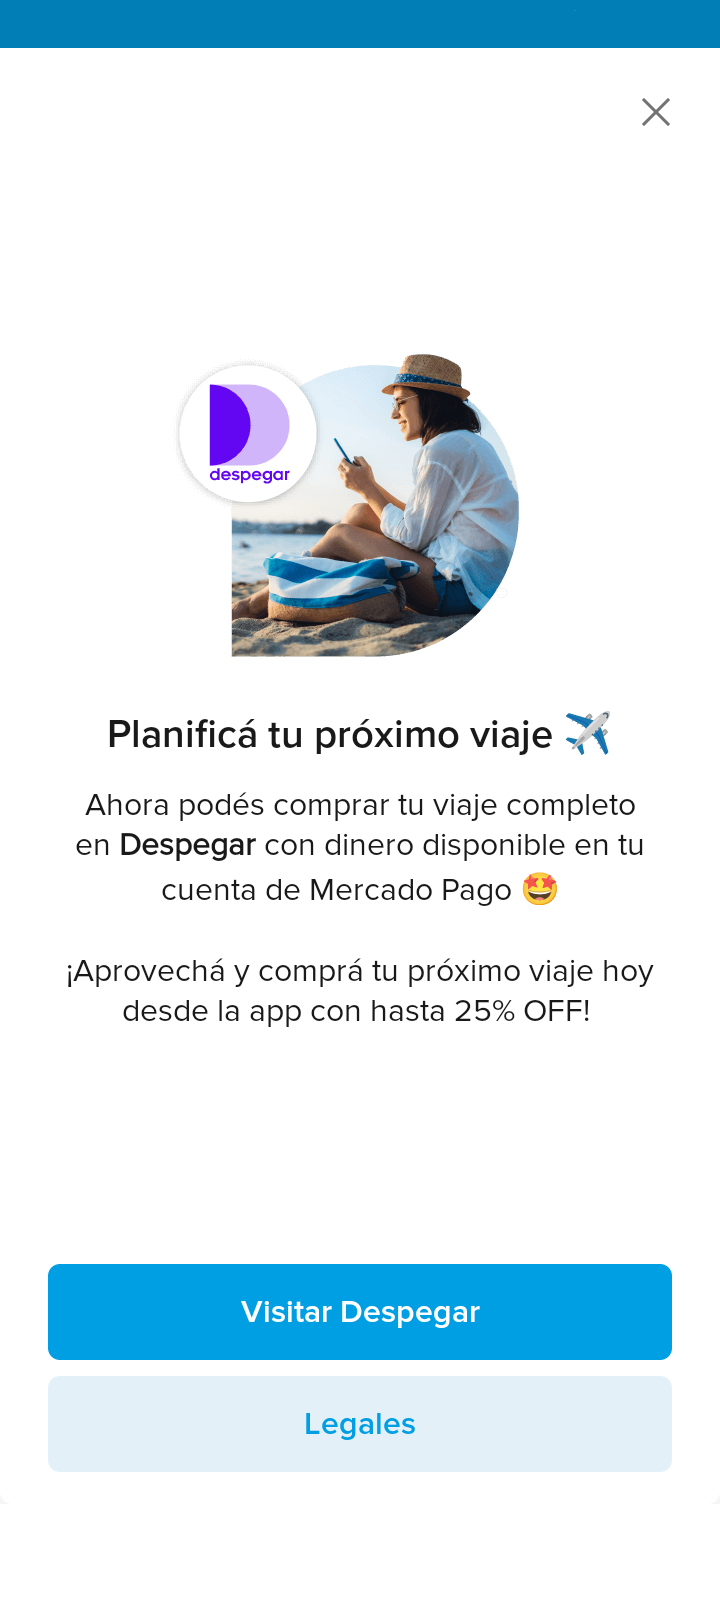 despegar
Planificá tu próximo viaje ✈️
Ahora podés comprar tu viaje completo
en Despegar con dinero disponible en tu
cuenta de Mercado Pago 🤩
¡Aprovechá y comprá tu próximo viaje hoy
desde la app con hasta 25% OFF!
Visitar Despegar
Legales